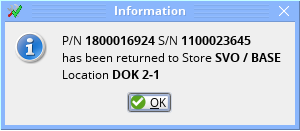 Information
P/N 1800016924 S/N 1100023645
has been returned to Store SVO / BASE
Location DOK 2-1
OK